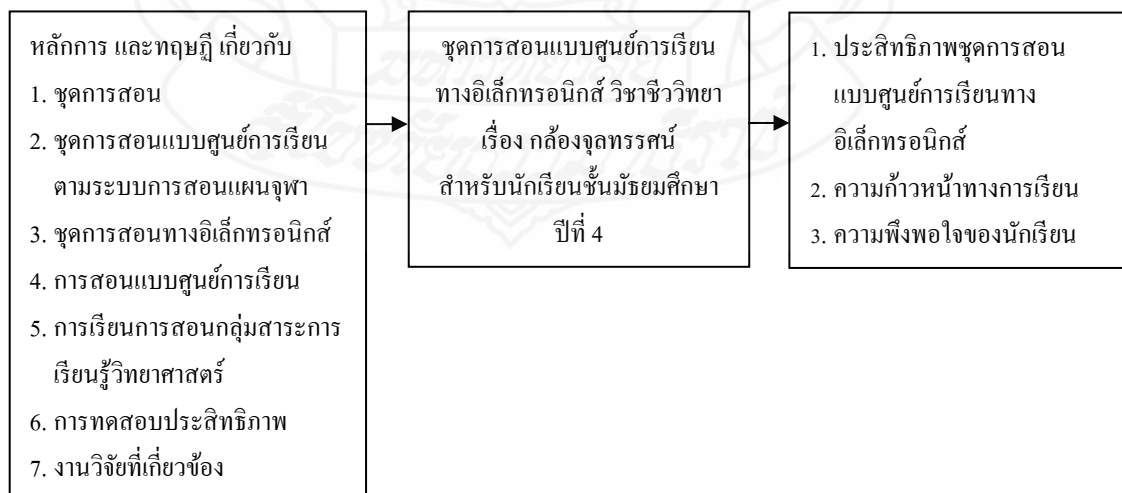 หลักการ และทฤษฎี เกี่ยวกับ
1. ชุดการสอน
2. ชุดการสอนแบบศูนย์การเรียน
ตามระบบการสอนแผนจุฬา
3. ชุดการสอนทางอิเล็กทรอนิกส์
4. การสอนแบบศูนย์การเรียน
5. การเรียนการสอนกลุ่มสาระการ
เรียนรู้วิทยาศาสตร์
6. การทดสอบประสิทธิภาพ
7. งานวิจัยที่เกี่ยวข้อง
ชุดการสอนแบบศูนย์การเรียน
ทางอิเล็กทรอนิกส์ วิชาชีววิทยา
เรื่อง กล้องจุลทรรศน์
สำหรับนักเรียนชั้นมัธยมศึกษา
ปีที่ 4
1. ประสิทธิภาพชุดการสอน
แบบศูนย์การเรียนทาง
อิเล็กทรอนิกส์
2. ความก้าวหน้าทางการเรียน
3. ความพึงพอใจของนักเรียน